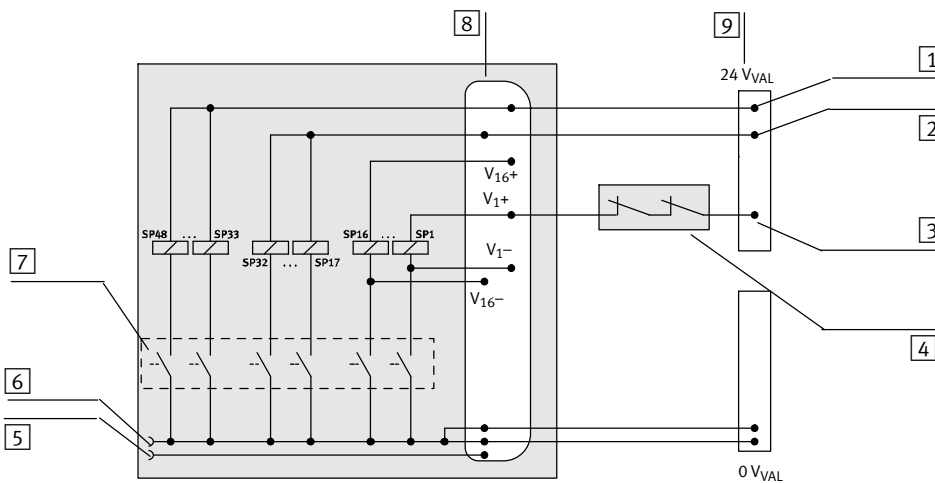 8
9
1
24 VVAL
2
V16+
V1+
SP48 ... SP33
SP16 ... SP1
3
7
V1–
SP32 ... SP17
V16–
4
6
5
0 VVAL